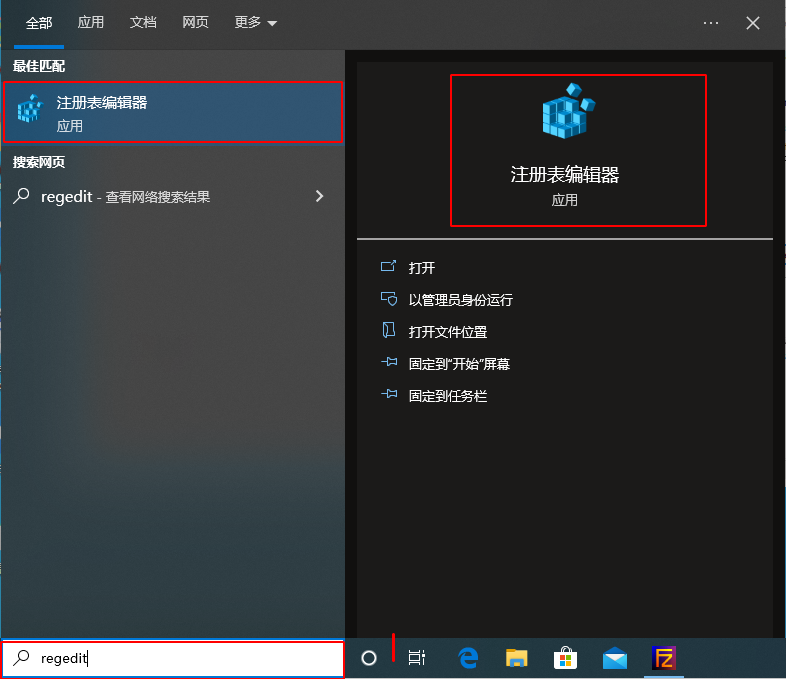 全部 应用 文档 网页 更多
最佳匹配
注册表编辑器
应用
搜索网页
regedit - 查看网络搜索结果
注册表编辑器
应用
打开
以管理员身份运行
打开文件位置
固定到"开始"屏幕
固定到任务栏
regedit
FZ